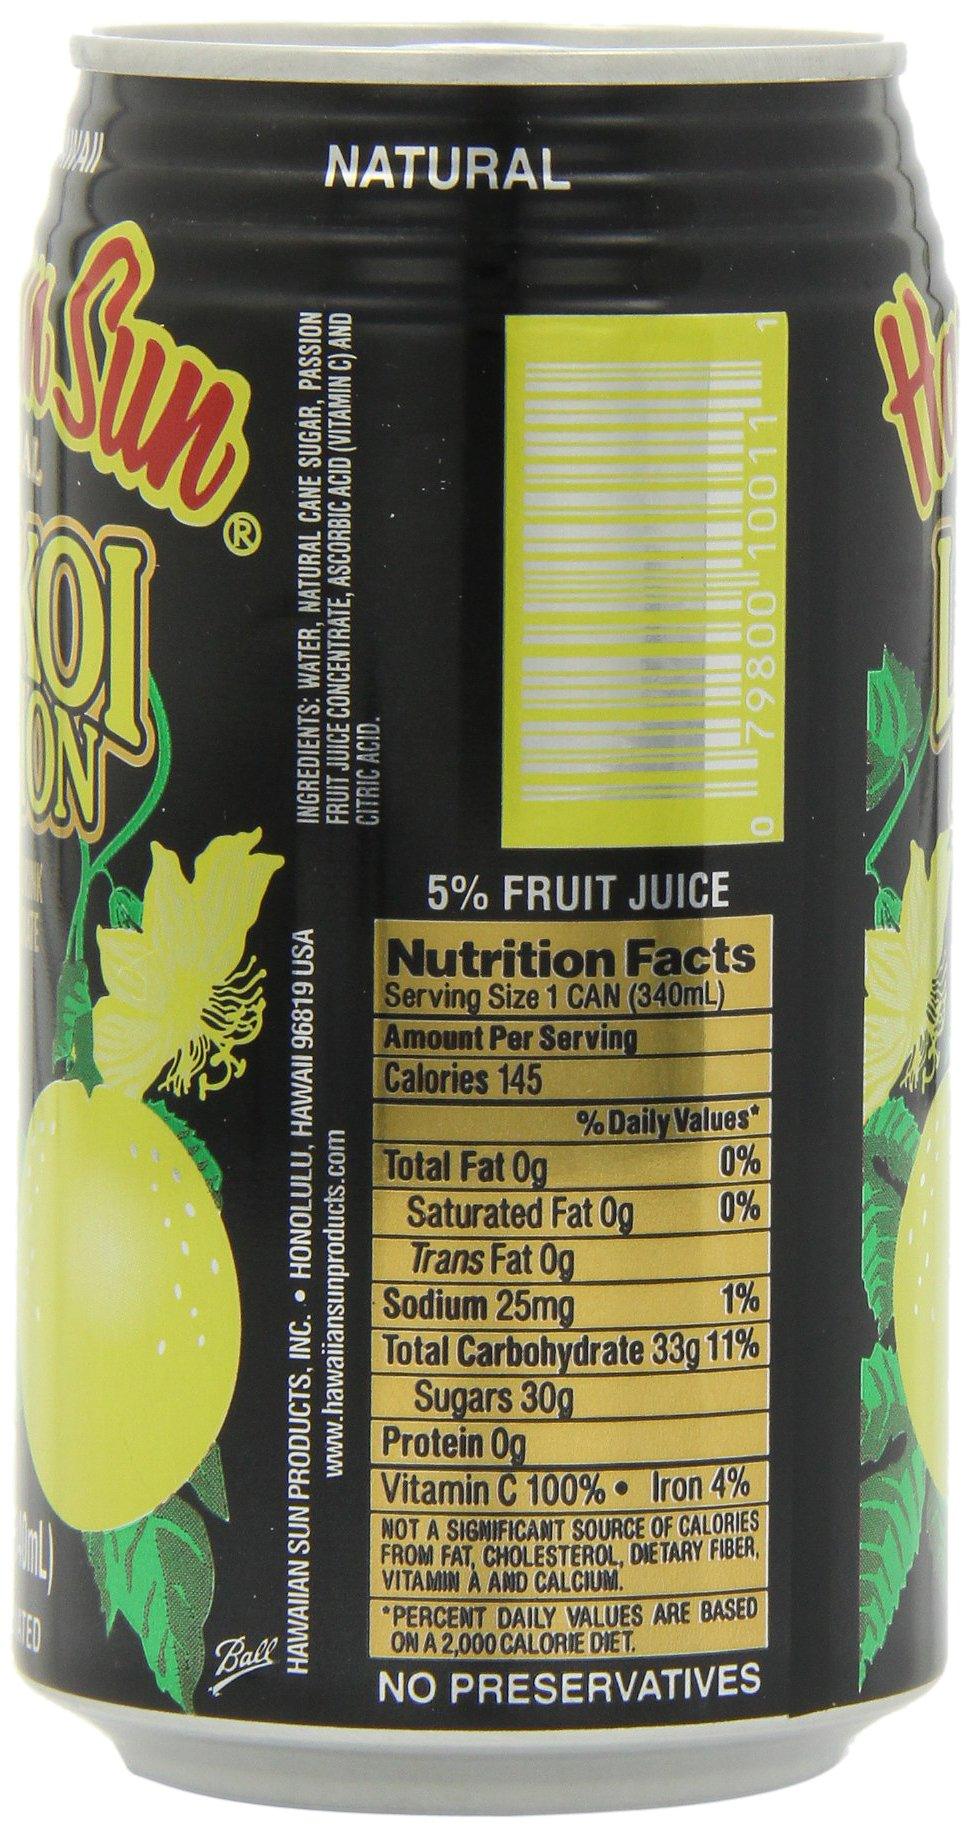 NATURAL
Sun®
KOI
INGREDIENTS: WATER, NATURAL CANE SUGAR, PASSION
FRUIT JUICE CONCENTRATE, ASCORBIC ACID (VITAMIN C) AND
CITRIC ACID.
0 79800 10011 1
5% FRUIT JUICE
Nutrition Facts
Serving Size 1 CAN (340mL)
Amount Per Serving
Calories 145
% Daily Values*
Total Fat 0g 0%
Saturated Fat 0g 0%
Trans Fat 0g
Sodium 25mg 1%
Total Carbohydrate 33g 11%
Sugars 30g
Protein 0g
Vitamin C 100% • Iron 4%
NOT A SIGNIFICANT SOURCE OF CALORIES
FROM FAT, CHOLESTEROL, DIETARY FIBER,
VITAMIN A AND CALCIUM.
*PERCENT DAILY VALUES ARE BASED
ON A 2,000 CALORIE DIET.
NO PRESERVATIVES
HAWAIIAN SUN PRODUCTS, INC. • HONOLULU, HAWAII 96819 USA
www.hawaiiansunproducts.com
Ball